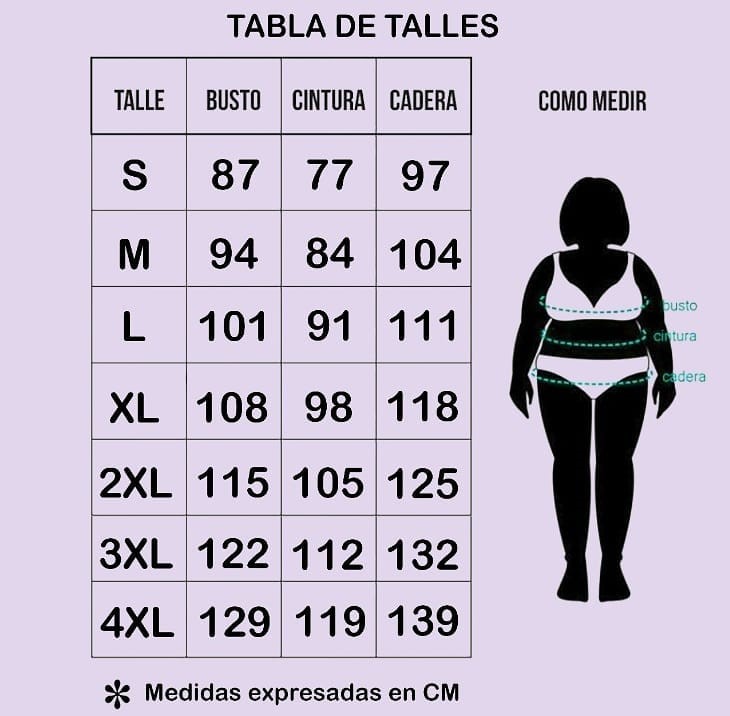 TABLA DE TALLES
TALLE BUSTO CINTURA CADERA
S 87 77 97
M 94 84 104
L 101 91 111
XL 108 98 118
2XL 115 105 125
3XL 122 112 132
4XL 129 119 139
* Medidas expresadas en CM
COMO MEDIR
busto
cintura
cadera